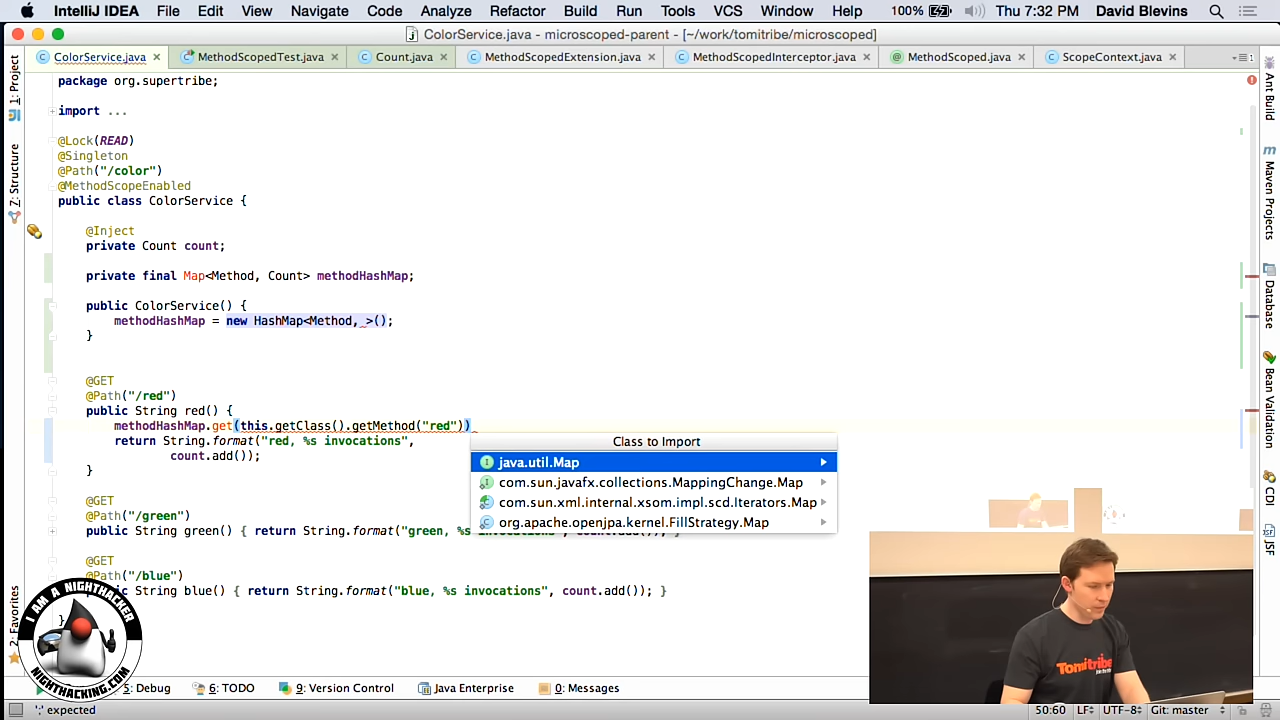 IntelliJ IDEA File Edit View Navigate Code Analyze Refactor Build Run Tools VCS Window Help 100% Thu 7:32 PM David Blevins
ColorService.java - microscoped-parent - [~/work/tomitribe/microscoped]
ColorService.java MethodScopedTest.java Count.java MethodScopedExtension.java MethodScopedInterceptor.java MethodScoped.java ScopeContext.java
1: Project
Z: Structure
2: Favorites
package org.supertribe;
import ...
@Lock(READ)
@Singleton
@Path("/color")
@MethodScopeEnabled
public class ColorService {
@Inject
private Count count;
private final Map<Method, Count> methodHashMap;
public ColorService() {
methodHashMap = new HashMap<Method, >();
}
@GET
@Path("/red")
public String red() {
methodHashMap.get(this.getClass().getMethod("red"))
return String.format("red, %s invocations",
count.add());
}
Class to Import
java.util.Map
com.sun.javafx.collections.MappingChange.Map
com.sun.xml.internal.xsom.impl.scd.Iterators.Map
org.apache.openjpa.kernel.FillStrategy.Map
@GET
@Path("/green")
public String green() { return String.format("green, %s invocations", count.add()); }
@GET
@Path("/blue")
String blue() { return String.format("blue, %s invocations", count.add()); }
}
Ant Build
Maven Projects
Database
Bean Validation
CDI
JSF
I AM A NIGHTHACKER
NIGHTHACKING.COM
Tomitribe
5: Debug 6: TODO 9: Version Control Java Enterprise 0: Messages
';' expected 50:60 LF UTF-8 Git: master